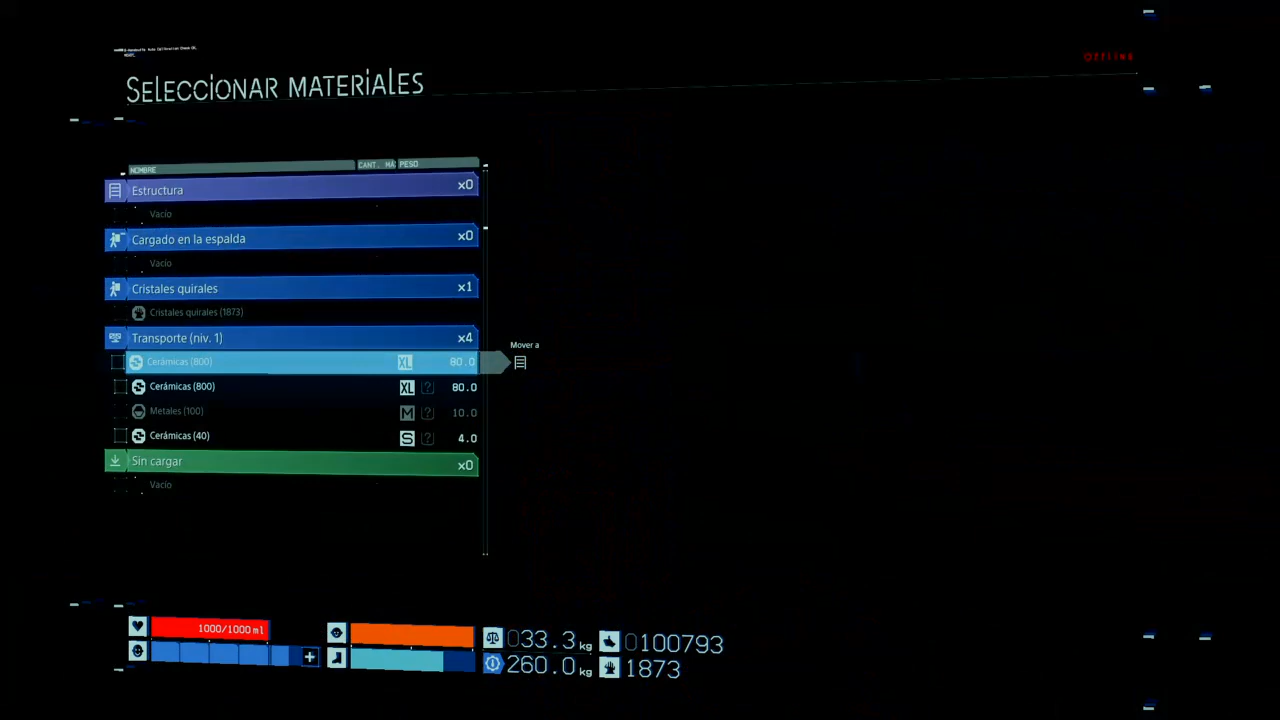 Offline
SELECCIONAR MATERIALES
NOMBRE CANT. MÁ PESO
Estructura x0
Vacío
Cargado en la espalda x0
Vacío
Cristales quirales x1
Cristales quirales (1873)
Transporte (niv. 1) x4
Mover a
Cerámicas (800) XL 80.0
Cerámicas (800) XL ? 80.0
Metales (100) M ? 10.0
Cerámicas (40) S ? 4.0
Sin cargar x0
Vacío
1000/1000 ml
033.3 kg 0100793
260.0 kg 1873